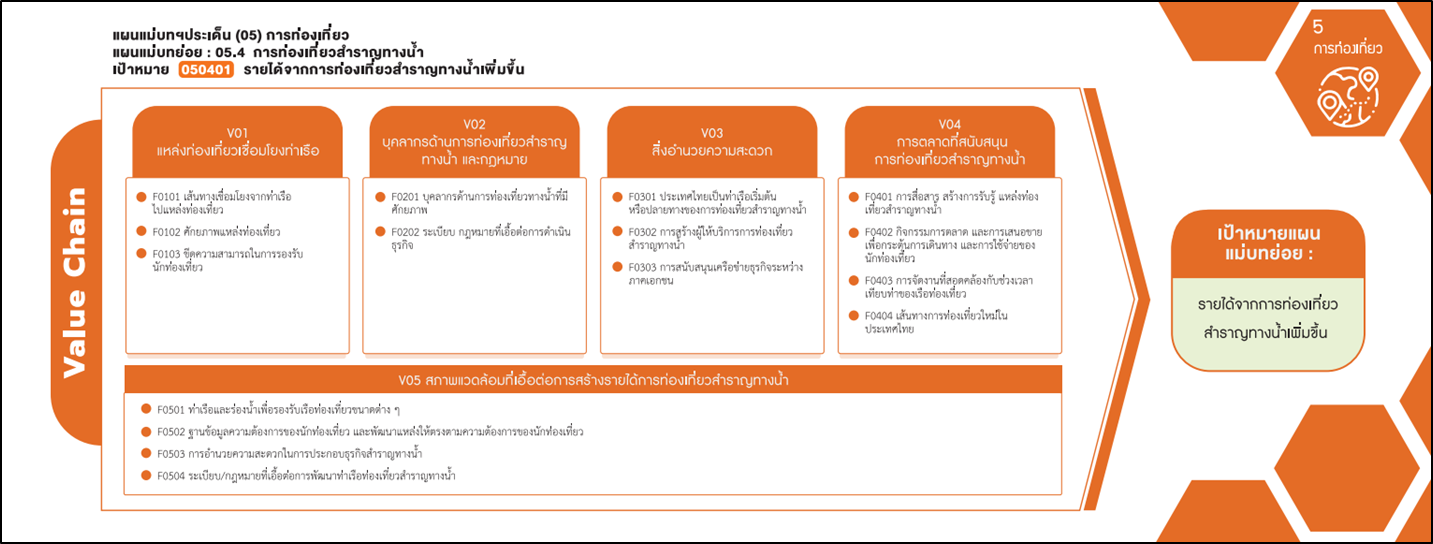 แผนแม่บทฯประเด็น (05) การท่องเที่ยว
แผนแม่บทย่อย : 05.4 การท่องเที่ยวสำราญทางน้ำ
เป้าหมาย 050401 รายได้จากการท่องเที่ยวสำราญทางน้ำเพิ่มขึ้น
5
การท่องเที่ยว
Value Chain
V01
แหล่งท่องเที่ยวเชื่อมโยงท่าเรือ
F0101 เส้นทางเชื่อมโยงจากท่าเรือ
ไปแหล่งท่องเที่ยว
F0102 ศักยภาพแหล่งท่องเที่ยว
F0103 ขีดความสามารถในการรองรับ
นักท่องเที่ยว
V02
บุคลากรด้านการท่องเที่ยวสำราญ
ทางน้ำ และกฎหมาย
F0201 บุคลากรด้านการท่องเที่ยวทางน้ำที่มี
ศักยภาพ
F0202 ระเบียบ กฎหมายที่เอื้อต่อการดำเนิน
ธุรกิจ
V03
สิ่งอำนวยความสะดวก
F0301 ประเทศไทยเป็นท่าเรือเริ่มต้น
หรือปลายทางของการท่องเที่ยวสำราญทางน้ำ
F0302 การสร้างผู้ให้บริการการท่องเที่ยว
สำราญทางน้ำ
F0303 การสนับสนุนเครือข่ายธุรกิจระหว่าง
ภาคเอกชน
V04
การตลาดที่สนับสนุน
การท่องเที่ยวสำราญทางน้ำ
F0401 การสื่อสาร สร้างการรับรู้ แหล่งท่อง
เที่ยวสำราญทางน้ำ
F0402 กิจกรรมการตลาด และการเสนอขาย
เพื่อกระตุ้นการเดินทาง และการใช้จ่ายของ
นักท่องเที่ยว
F0403 การจัดงานที่สอดคล้องกับช่วงเวลา
เทียบท่าของเรือท่องเที่ยว
F0404 เส้นทางการท่องเที่ยวใหม่ใน
ประเทศไทย
V05 สภาพแวดล้อมที่เอื้อต่อการสร้างรายได้การท่องเที่ยวสำราญทางน้ำ
F0501 ท่าเรือและร่องน้ำเพื่อรองรับเรือท่องเที่ยวขนาดต่าง ๆ
F0502 ฐานข้อมูลความต้องการของนักท่องเที่ยว และพัฒนาแหล่งให้ตรงตามความต้องการของนักท่องเที่ยว
F0503 การอำนวยความสะดวกในการประกอบธุรกิจสำราญทางน้ำ
F0504 ระเบียบ/กฎหมายที่เอื้อต่อการพัฒนาท่าเรือท่องเที่ยวสำราญทางน้ำ
เป้าหมายแผน
แม่บทย่อย :
รายได้จากการท่องเที่ยว
สำราญทางน้ำเพิ่มขึ้น